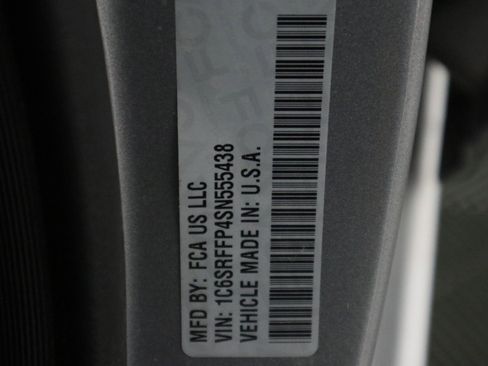 MFD BY: FCA US LLC
VIN: 1C6SRFFP4SN555438
VEHICLE MADE IN: U.S.A.